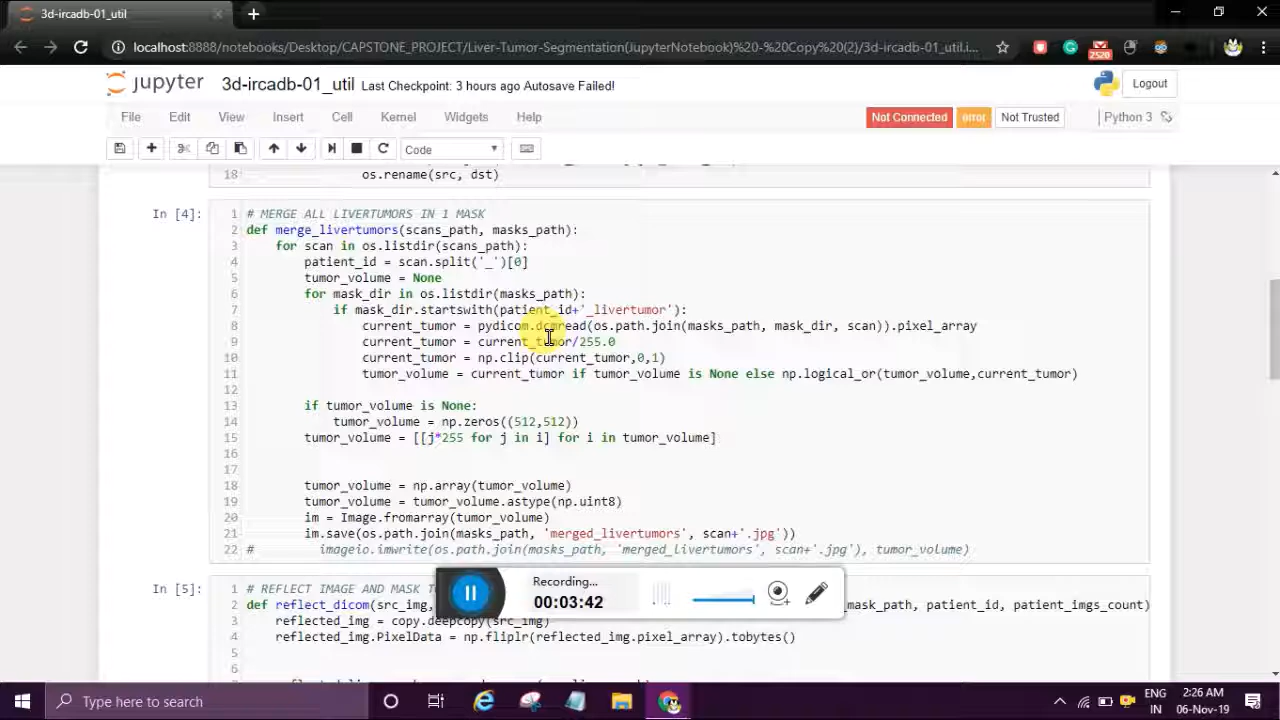 3d-ircadb-01_util
localhost:8888/notebooks/Desktop/CAPSTONE_PROJECT/Liver-Tumor-Segmentation(JupyterNotebook)%20-%20Copy%20(2)/3d-ircadb-01_util.i...
2526
jupyter 3d-ircadb-01_util Last Checkpoint: 3 hours ago Autosave Failed!
Logout
File Edit View Insert Cell Kernel Widgets Help
Not Connected error Not Trusted Python 3
Code
18 os.rename(src, dst)
In [4]:
1 # MERGE ALL LIVERTUMORS IN 1 MASK
2 def merge_livertumors(scans_path, masks_path):
3 for scan in os.listdir(scans_path):
4 patient_id = scan.split('_')[0]
5 tumor_volume = None
6 for mask_dir in os.listdir(masks_path):
7 if mask_dir.startswith(patient_id+'_livertumor'):
8 current_tumor = pydicom.dcmread(os.path.join(masks_path, mask_dir, scan)).pixel_array
9 current_tumor = current_tumor/255.0
10 current_tumor = np.clip(current_tumor,0,1)
11 tumor_volume = current_tumor if tumor_volume is None else np.logical_or(tumor_volume,current_tumor)
12
13 if tumor_volume is None:
14 tumor_volume = np.zeros((512,512))
15 tumor_volume = [[j*255 for j in i] for i in tumor_volume]
16
17
18 tumor_volume = np.array(tumor_volume)
19 tumor_volume = tumor_volume.astype(np.uint8)
20 im = Image.fromarray(tumor_volume)
21 im.save(os.path.join(masks_path, 'merged_livertumors', scan+'.jpg'))
22 # imageio.imwrite(os.path.join(masks_path, 'merged_livertumors', scan+'.jpg'), tumor_volume)
In [5]:
1 # REFLECT IMAGE AND MASK
2 def reflect_dicom(src_img, mask_path, patient_id, patient_imgs_count)
3 reflected_img = copy.deepcopy(src_img)
4 reflected_img.PixelData = np.fliplr(reflected_img.pixel_array).tobytes()
5
6
Recording...
00:03:42
Type here to search
ENG
IN
2:26 AM
06-Nov-19